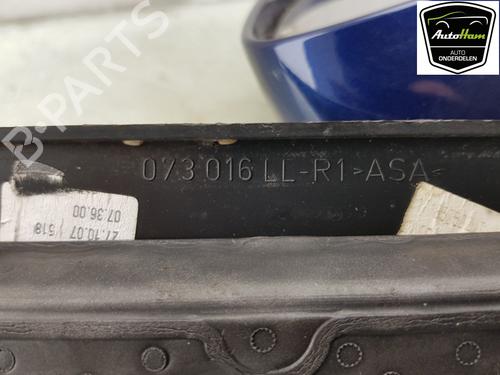 AutoHam
AUTO
ONDERDELEN
B-PARTS
073 016 LL-R1 >ASA<
27.10.07
07.36.00
518